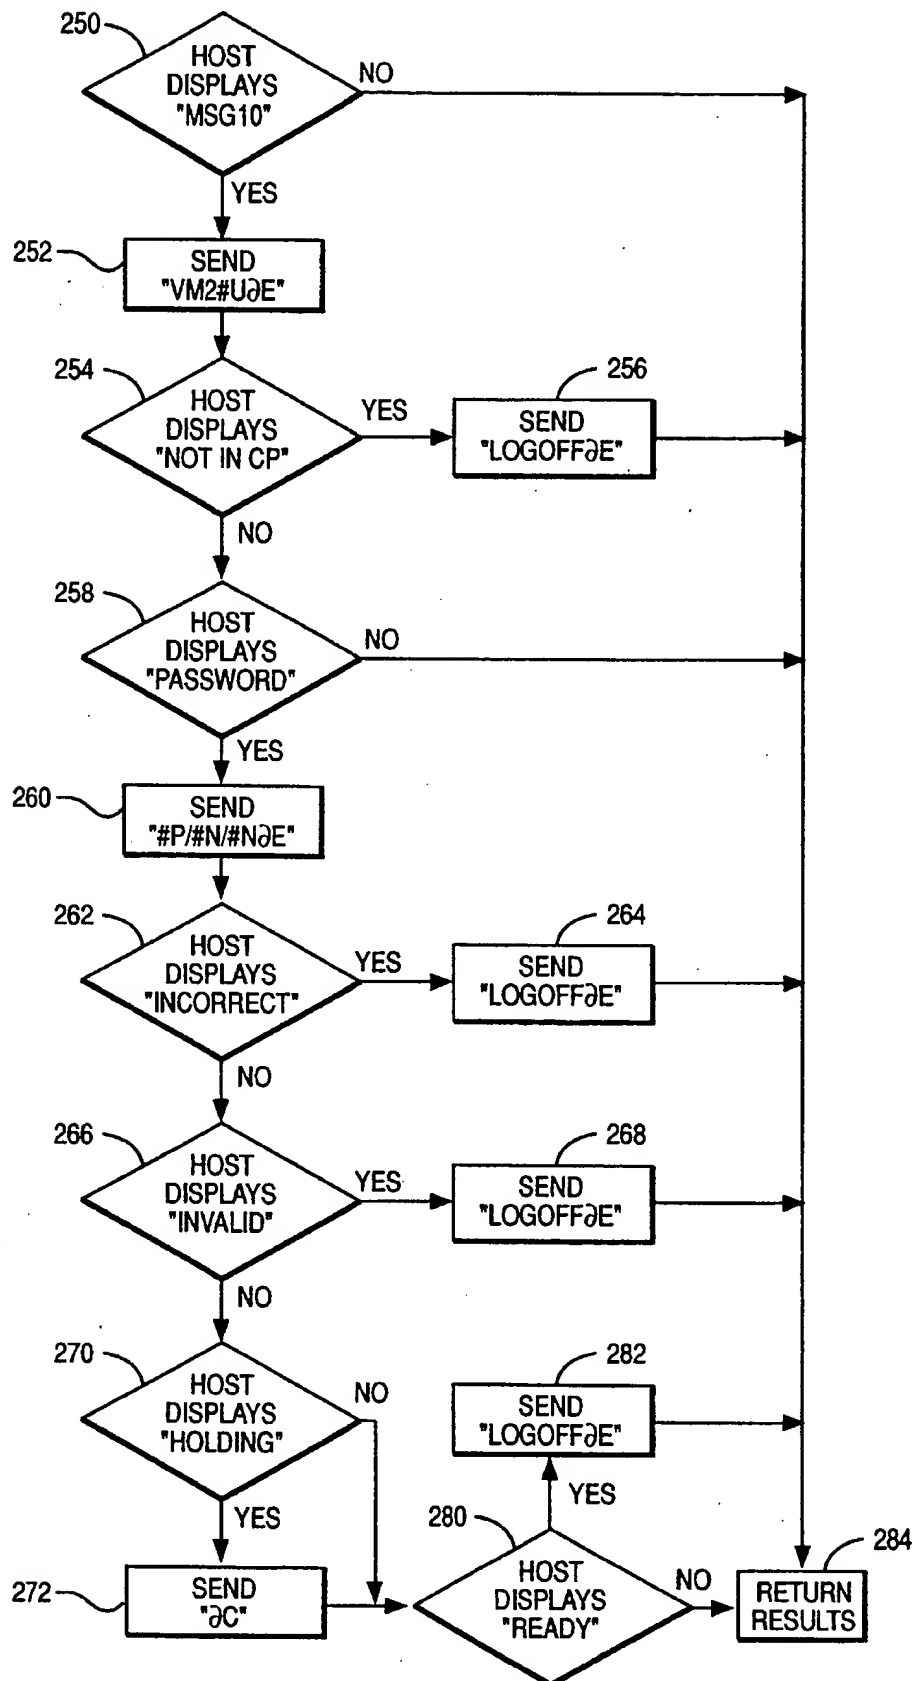 250
HOST
DISPLAYS
"MSG10"
NO
YES
252
SEND
"VM2#U∂E"
254
HOST
DISPLAYS
"NOT IN CP"
YES
256
SEND
"LOGOFF∂E"
NO
258
HOST
DISPLAYS
"PASSWORD"
NO
YES
260
SEND
"#P/#N/#N∂E"
262
HOST
DISPLAYS
"INCORRECT"
YES
264
SEND
"LOGOFF∂E"
NO
266
HOST
DISPLAYS
"INVALID"
YES
268
SEND
"LOGOFF∂E"
NO
270
HOST
DISPLAYS
"HOLDING"
NO
YES
272
SEND
"∂C"
280
HOST
DISPLAYS
"READY"
YES
282
SEND
"LOGOFF∂E"
NO
284
RETURN
RESULTS